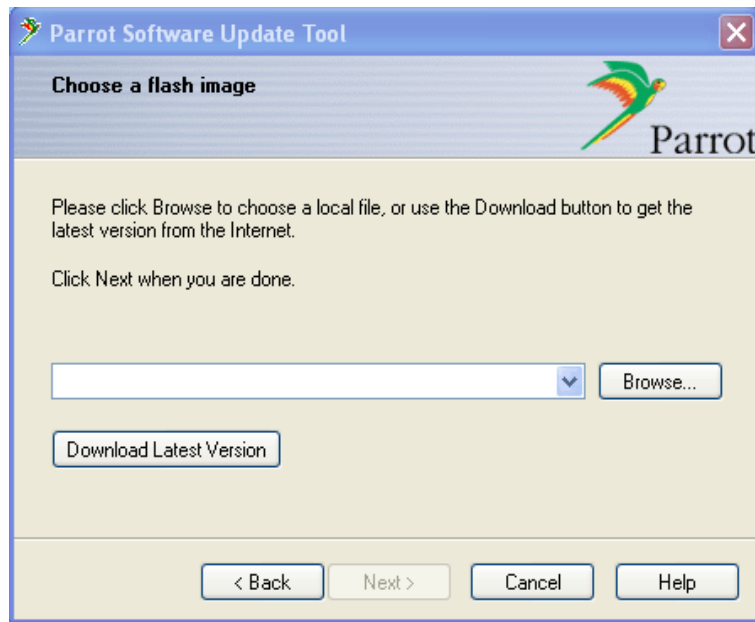 Parrot Software Update Tool
Choose a flash image
Parrot
Please click Browse to choose a local file, or use the Download button to get the
latest version from the Internet.
Click Next when you are done.
Browse...
Download Latest Version
< Back Next > Cancel Help